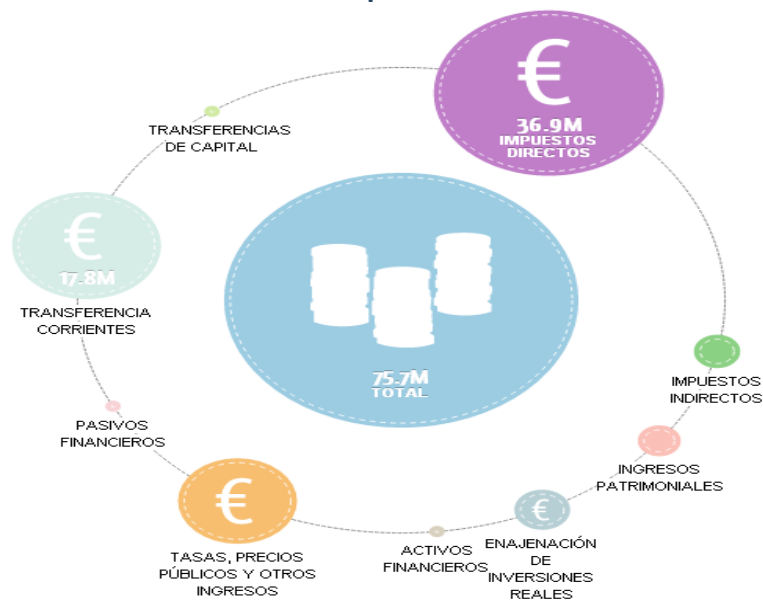 €
36.9M
IMPUESTOS
DIRECTOS
TRANSFERENCIAS
DE CAPITAL
€
17.8M
TRANSFERENCIA
CORRIENTES
75.7M
TOTAL
IMPUESTOS
INDIRECTOS
PASIVOS
FINANCIEROS
INGRESOS
PATRIMONIALES
€
TASAS, PRECIOS
PÚBLICOS Y OTROS
INGRESOS
ACTIVOS
FINANCIEROS
€
ENAJENACIÓN
DE
INVERSIONES
REALES